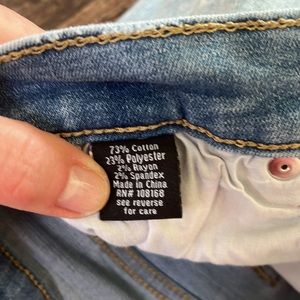 73% Cotton
23% Polyester
2% Rayon
2% Spandex
Made in China
RN# 108168
see reverse
for care